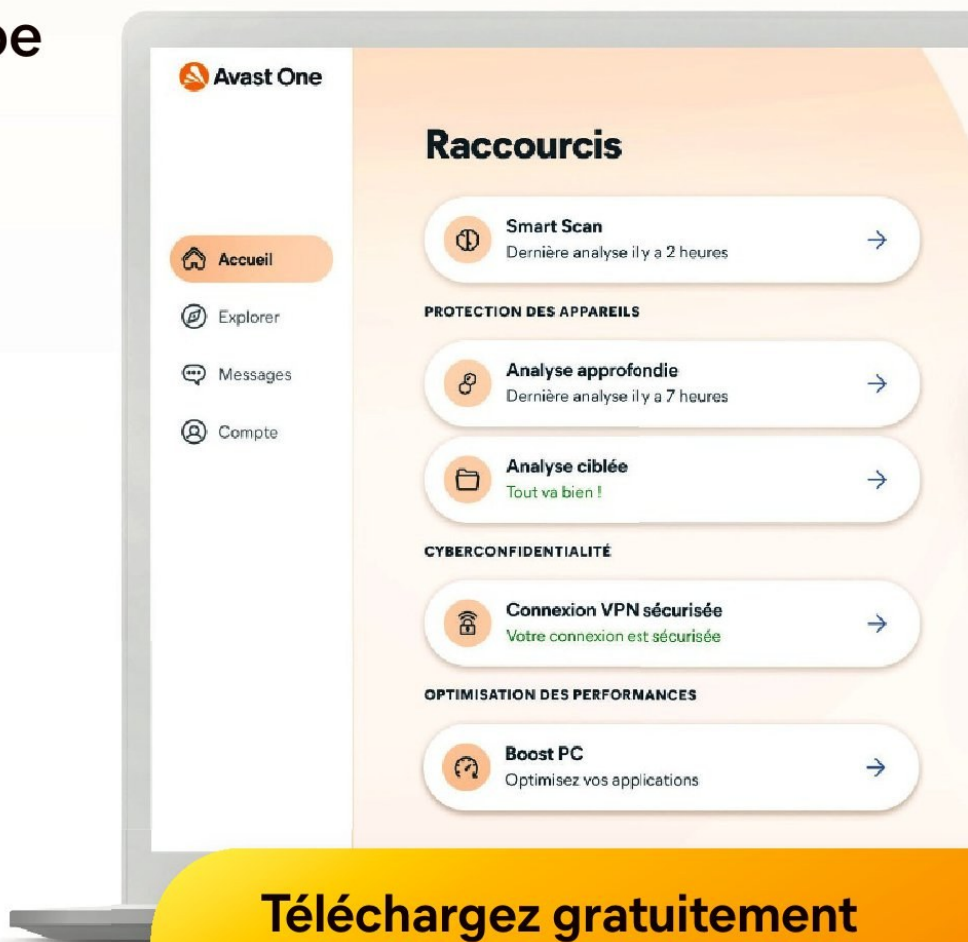 Avast One
Raccourcis
Smart Scan
Dernière analyse il y a 2 heures
Accueil
Explorer
PROTECTION DES APPAREILS
Messages
Analyse approfondie
Dernière analyse il y a 7 heures
Compte
Analyse ciblée
Tout va bien !
CYBERCONFIDENTIALITÉ
Connexion VPN sécurisée
Votre connexion est sécurisée
OPTIMISATION DES PERFORMANCES
Boost PC
Optimisez vos applications
Téléchargez gratuitement